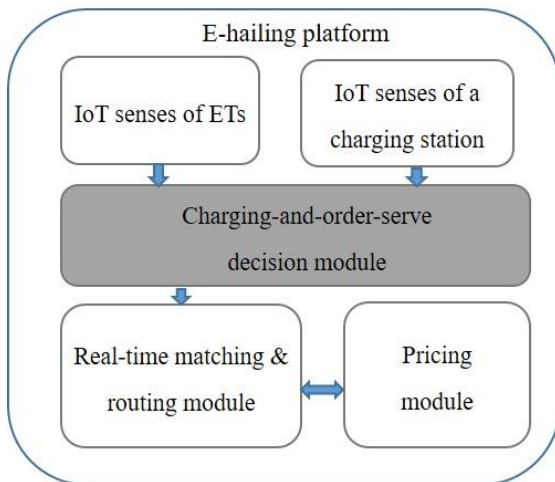 E-hailing platform
IoT senses of ETs
IoT senses of a
charging station
Charging-and-order-serve
decision module
Real-time matching &
routing module
Pricing
module